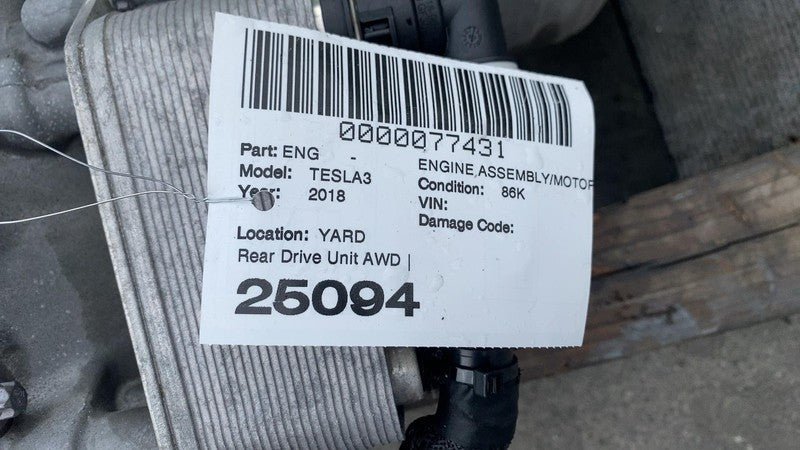 0000077431
Part: ENG - ENGINE,ASSEMBLY/MOTOR
Model: TESLA3 Condition: 86K
Year: 2018 VIN:
Damage Code:
Location: YARD
Rear Drive Unit AWD |
25094